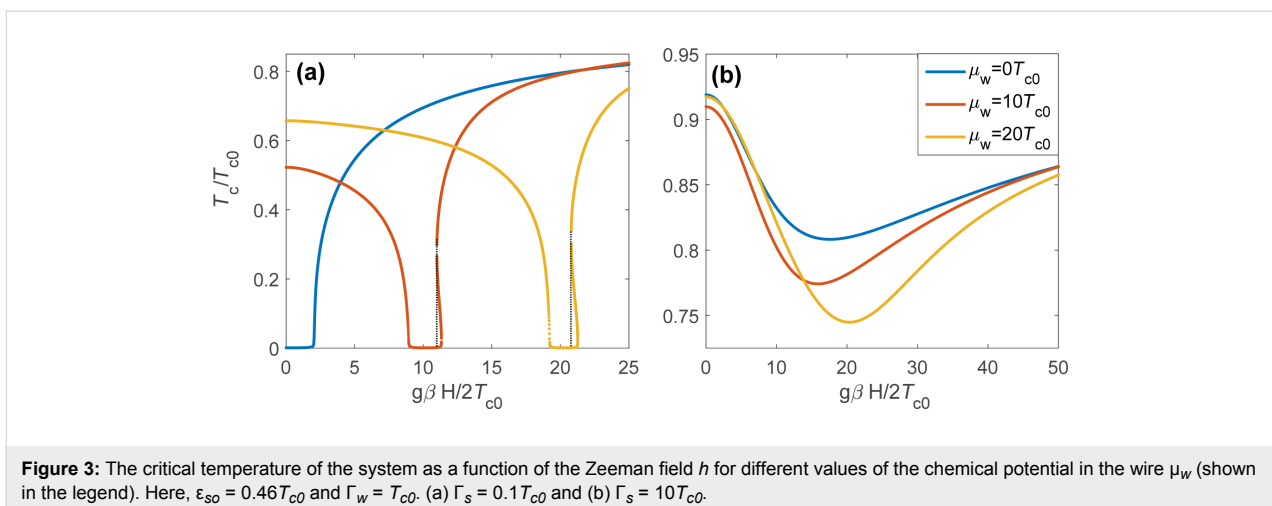 (a)
0.8
0.6
0.4
0.2
0
0
5
10
15
20
25
T_c/T_c0
gβ H/2T_c0
(b)
0.95
0.9
0.85
0.8
0.75
0
10
20
30
40
50
gβ H/2T_c0
μ_w=0T_c0
μ_w=10T_c0
μ_w=20T_c0
Figure 3: The critical temperature of the system as a function of the Zeeman field h for different values of the chemical potential in the wire μ_w (shown
in the legend). Here, ε_so = 0.46T_c0 and Γ_w = T_c0. (a) Γ_s = 0.1T_c0 and (b) Γ_s = 10T_c0.